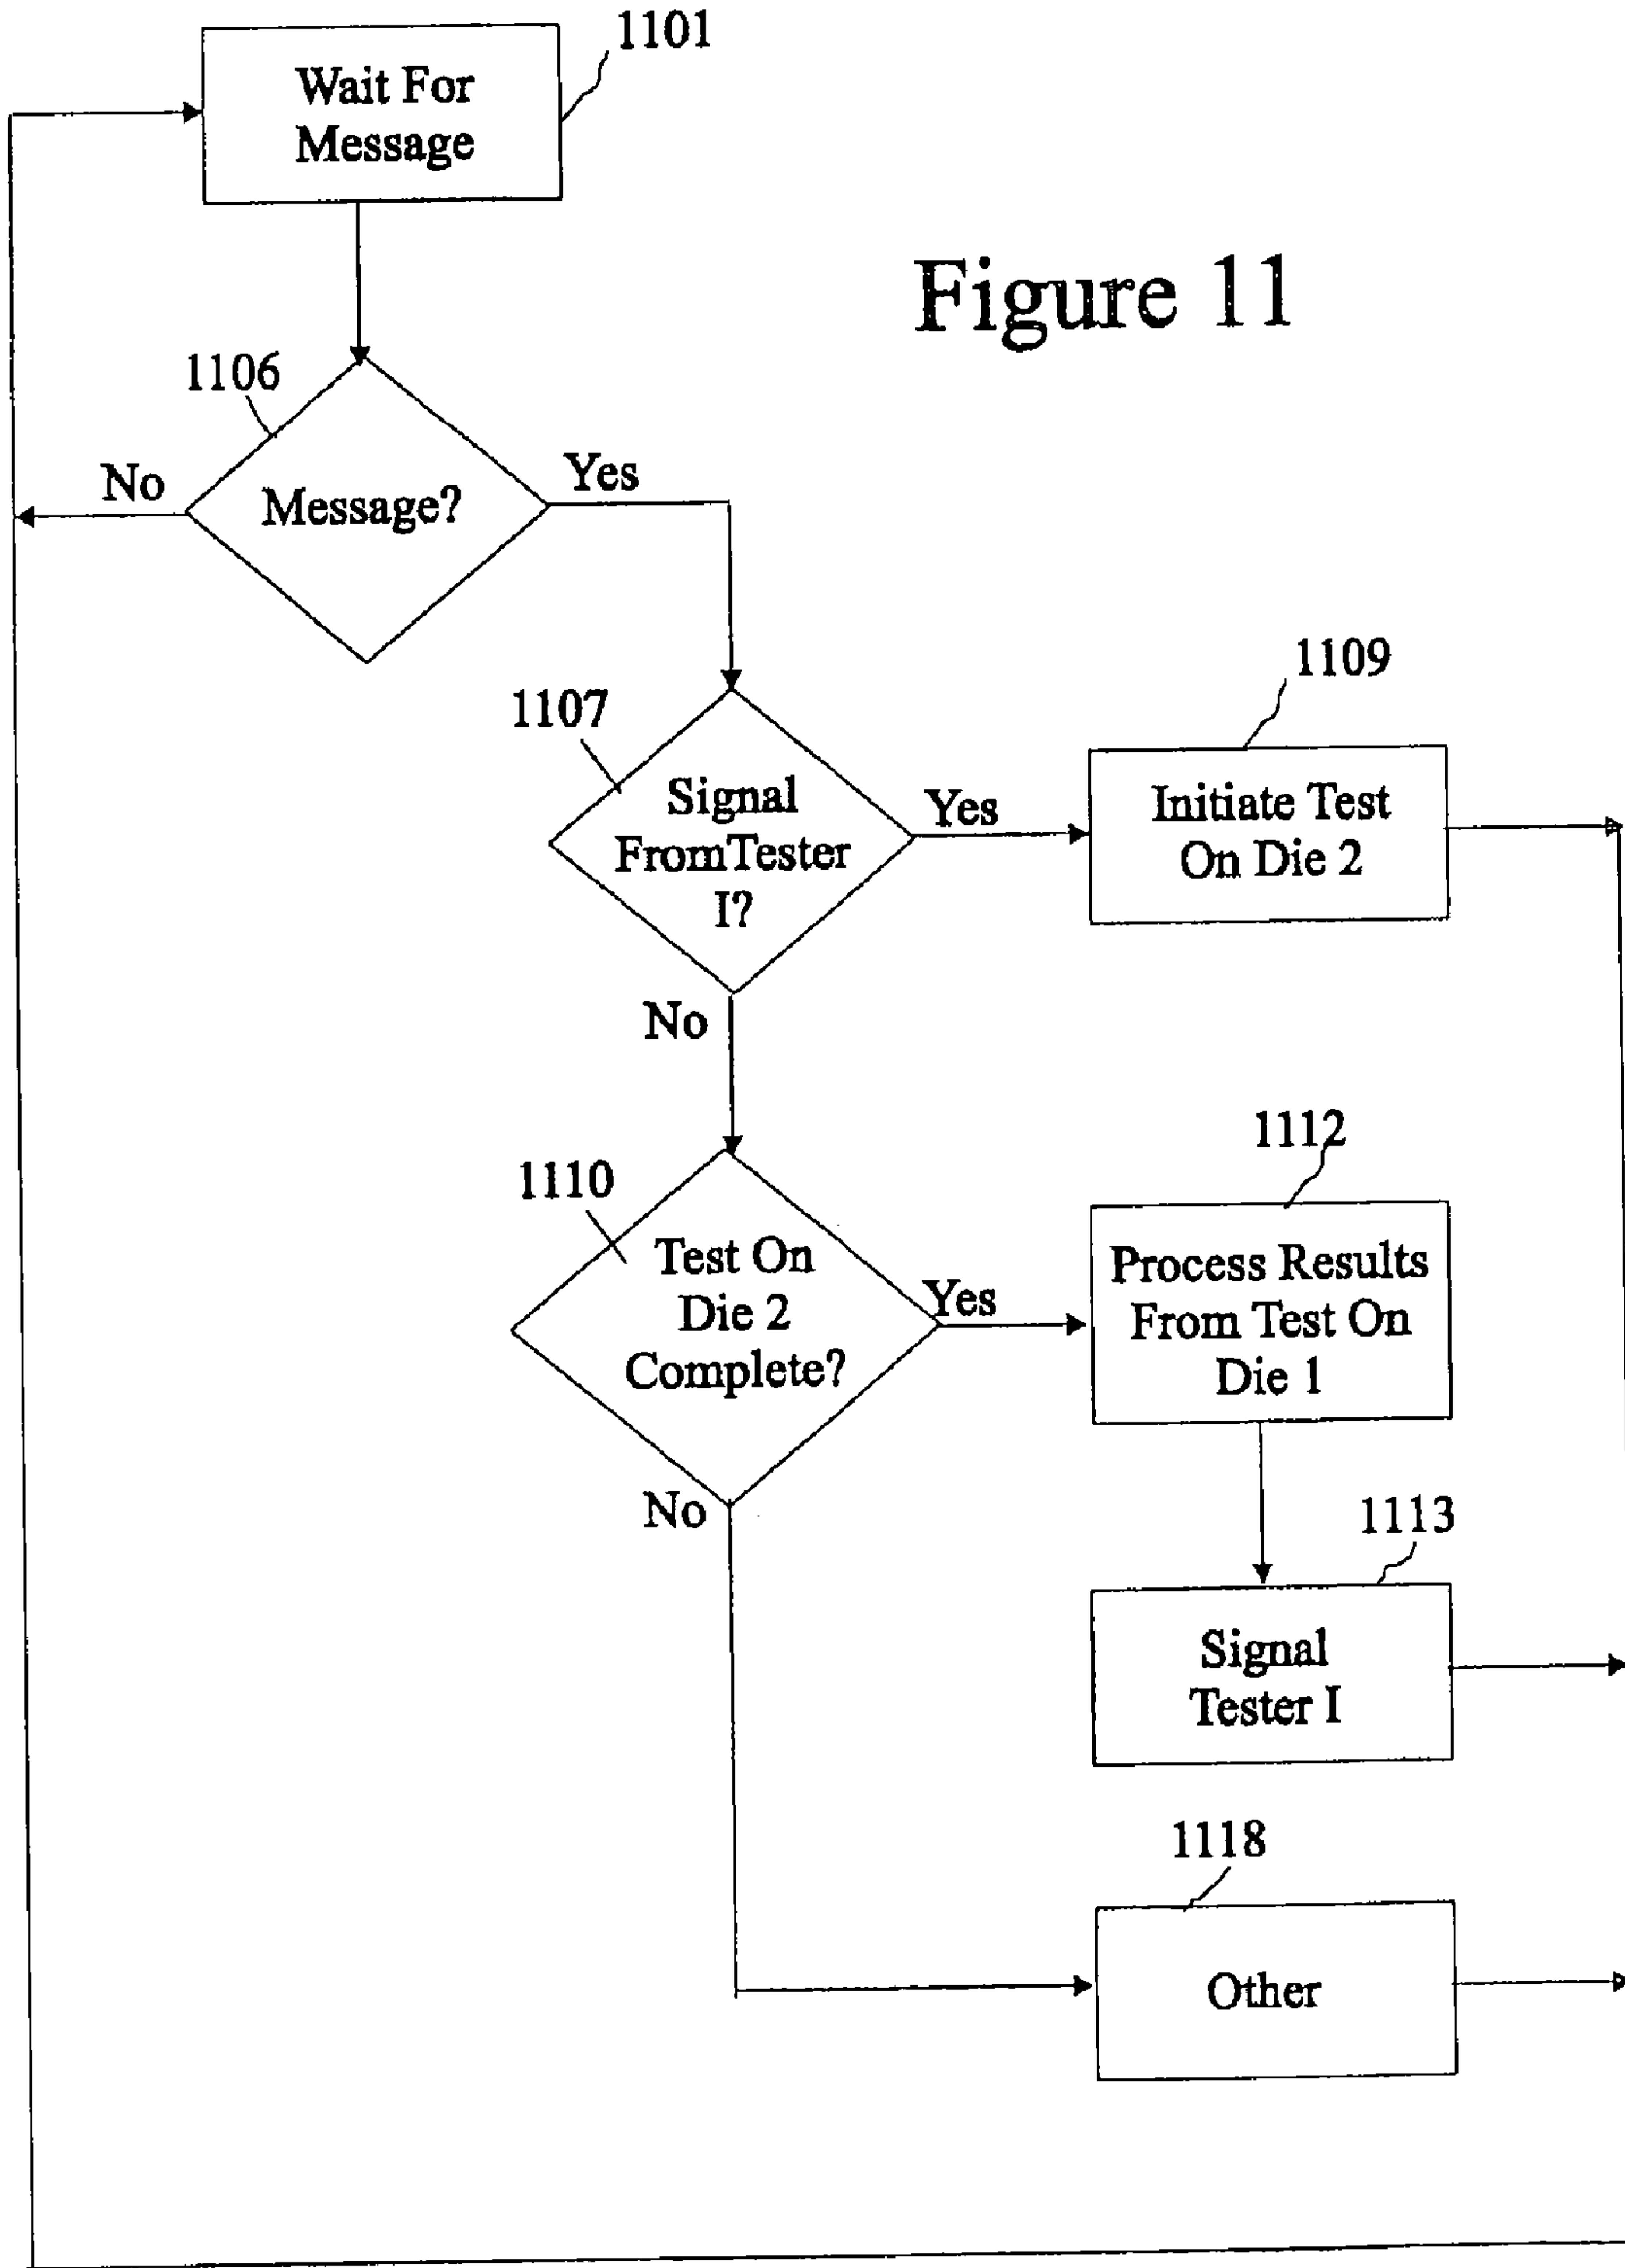 1101
Wait For
Message
Figure 11
1106
No
Yes
Message?
1109
1107
Signal
FromTester
I?
Yes
Initiate Test
On Die 2
No
1112
1110
Test On
Die 2
Complete?
Yes
Process Results
From Test On
Die 1
No
1113
Signal
Tester I
1118
Other